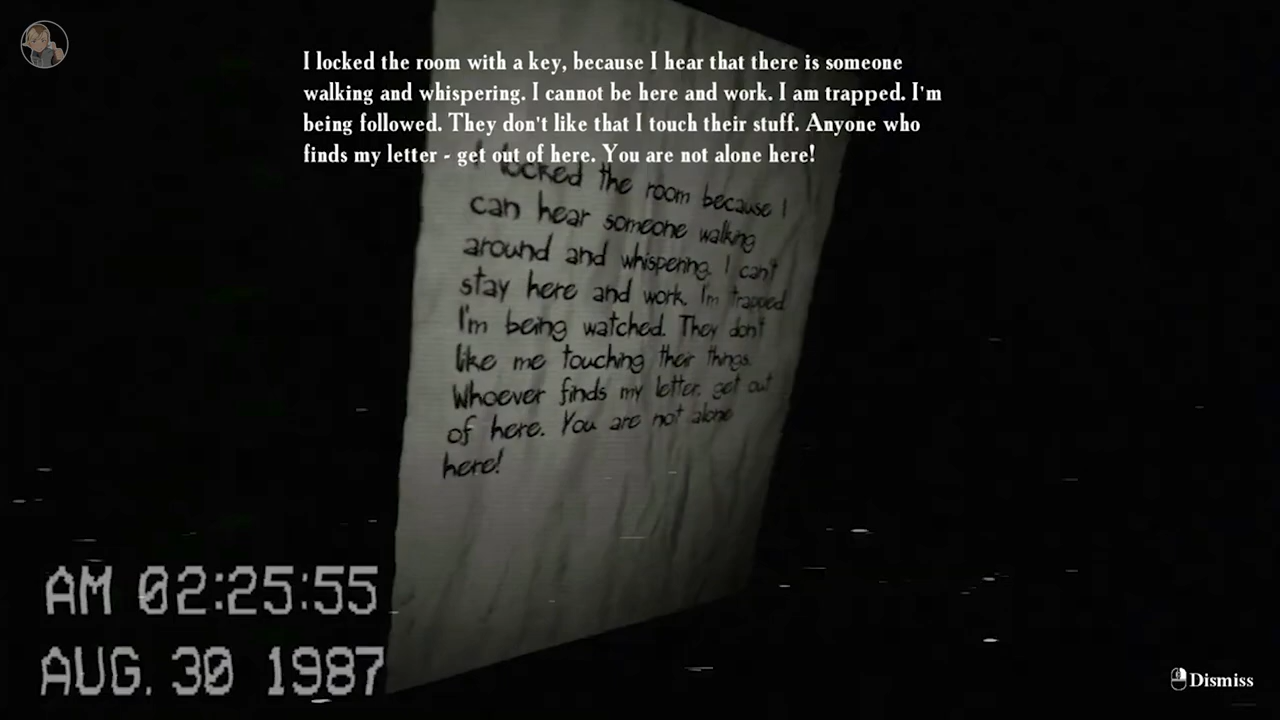 I locked the room with a key, because I hear that there is someone
walking and whispering. I cannot be here and work. I am trapped. I'm
being followed. They don't like that I touch their stuff. Anyone who
finds my letter - get out of here. You are not alone here!
I locked the room because I
can hear someone walking
around and whispering. I can't
stay here and work. I'm trapped.
I'm being watched. They don't
like me touching their things.
Whoever finds my letter, get out
of here. You are not alone
here!
AM 02:25:55
AUG. 30 1987
Dismiss